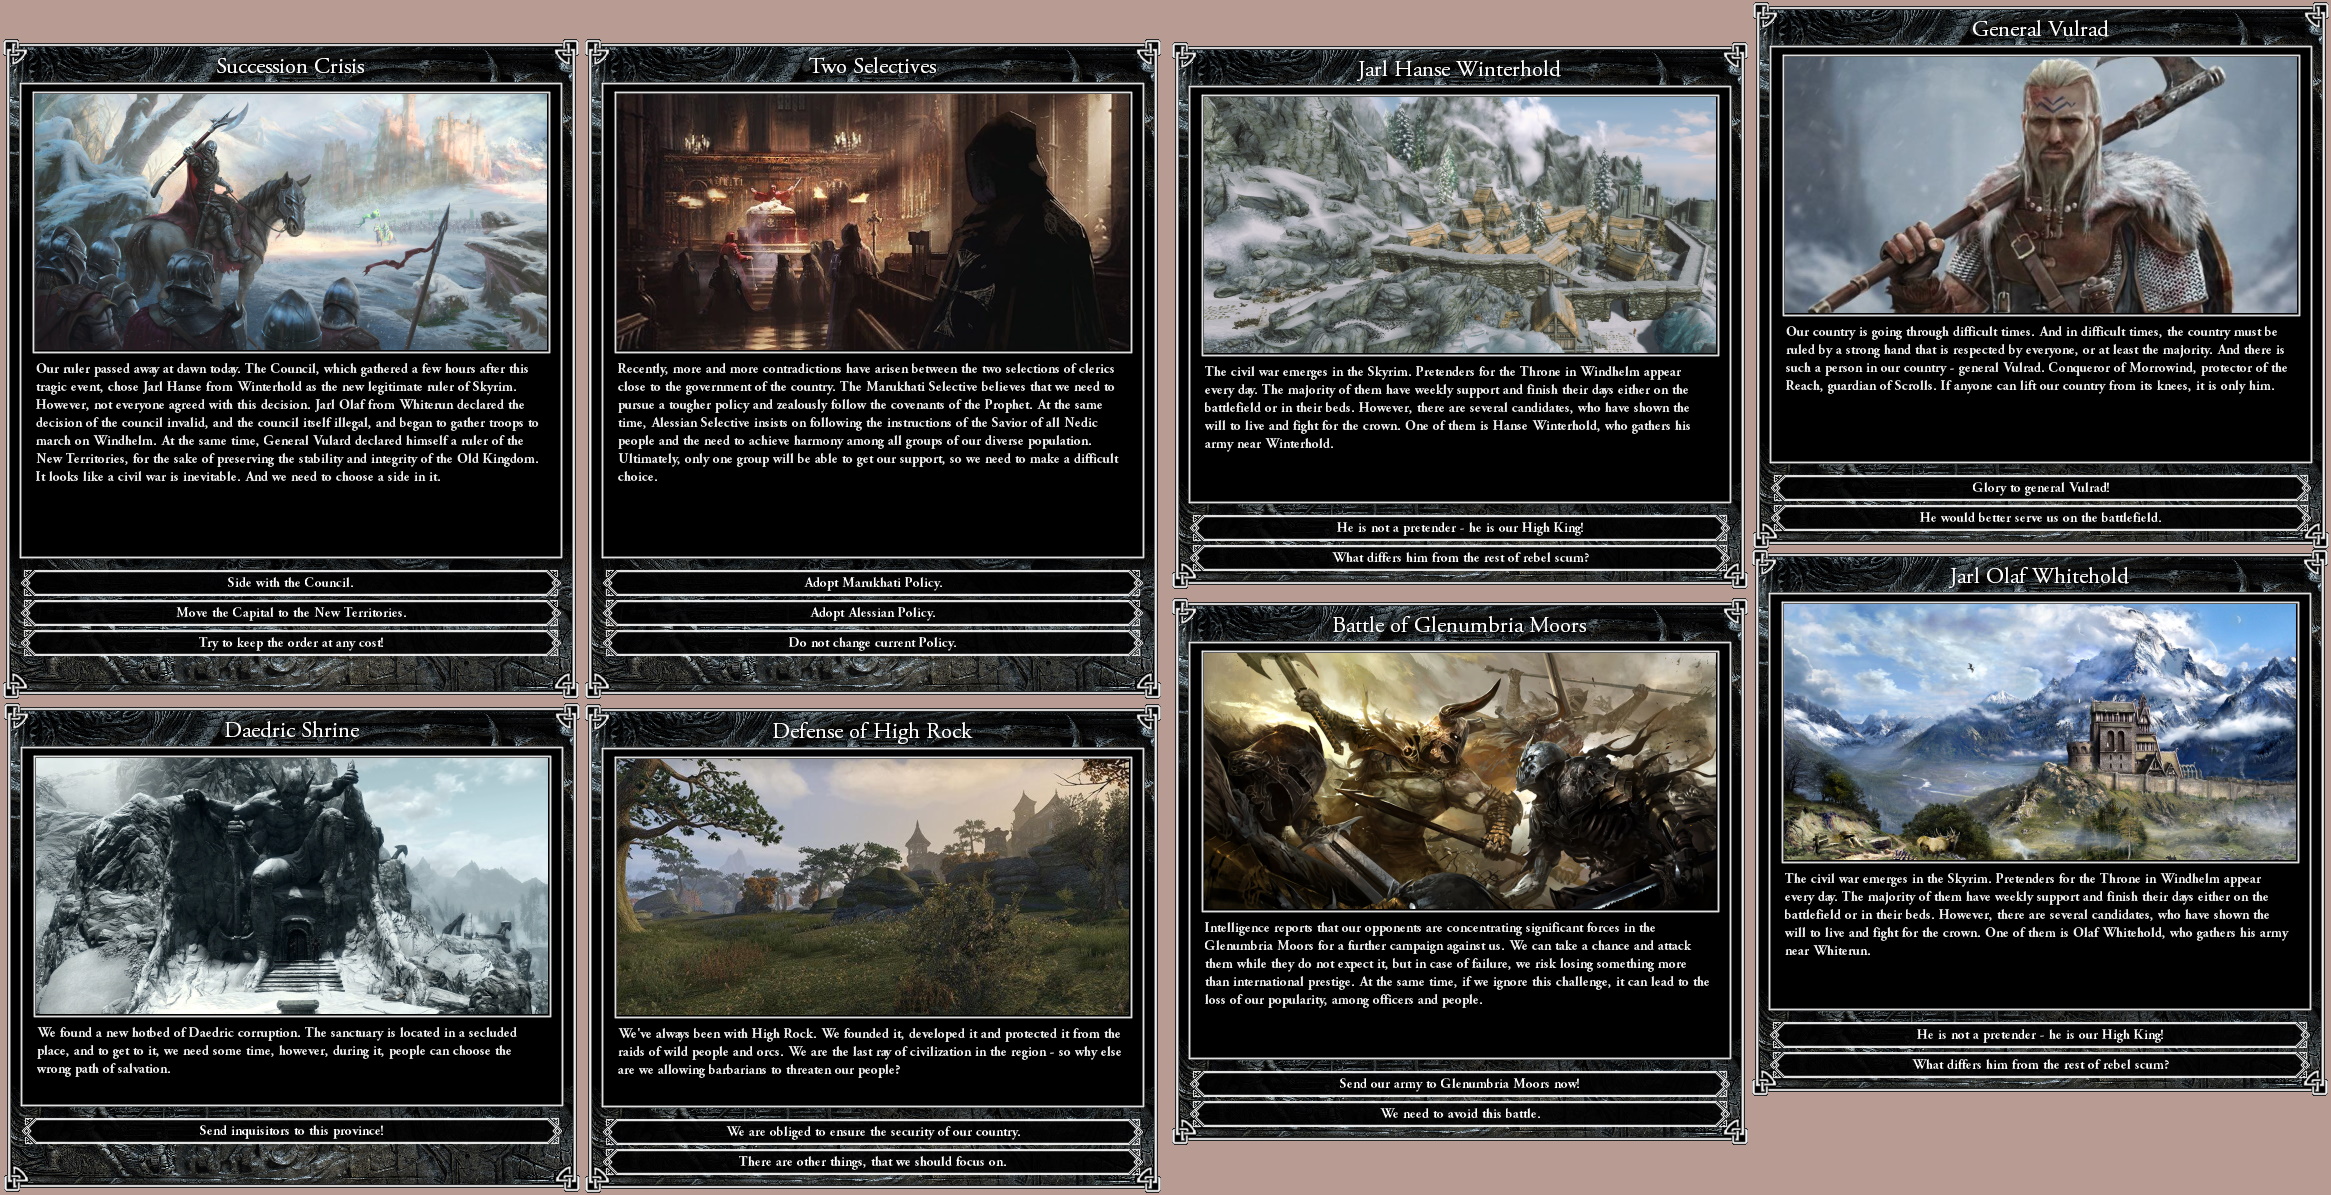 Succession Crisis
Our ruler passed away at dawn today. The Council, which gathered a few hours after this
tragic event, chose Jarl Hanse from Winterhold as the new legitimate ruler of Skyrim.
However, not everyone agreed with this decision. Jarl Olaf from Whiterun declared the
decision of the council invalid, and the council itself illegal, and began to gather troops to
march on Windhelm. At the same time, General Vulard declared himself a ruler of the
New Territories, for the sake of preserving the stability and integrity of the Old Kingdom.
It looks like a civil war is inevitable. And we need to choose a side in it.
Side with the Council.
Move the Capital to the New Territories.
Try to keep the order at any cost!
Daedric Shrine
We found a new hotbed of Daedric corruption. The sanctuary is located in a secluded
place, and to get to it, we need some time, however, during it, people can choose the
wrong path of salvation.
Send inquisitors to this province!
Two Selectives
Recently, more and more contradictions have arisen between the two selections of clerics
close to the government of the country. The Marukhati Selective believes that we need to
pursue a tougher policy and zealously follow the covenants of the Prophet. At the same
time, Alessian Selective insists on following the instructions of the Savior of all Nedic
people and the need to achieve harmony among all groups of our diverse population.
Ultimately, only one group will be able to get our support, so we need to make a difficult
choice.
Adopt Marukhati Policy.
Adopt Alessian Policy.
Do not change current Policy.
Defense of High Rock
We've always been with High Rock. We founded it, developed it and protected it from the
raids of wild people and orcs. We are the last ray of civilization in the region - so why else
are we allowing barbarians to threaten our people?
We are obliged to ensure the security of our country.
There are other things, that we should focus on.
Jarl Hanse Winterhold
The civil war emerges in the Skyrim. Pretenders for the Throne in Windhelm appear
every day. The majority of them have weekly support and finish their days either on the
battlefield or in their beds. However, there are several candidates, who have shown the
will to live and fight for the crown. One of them is Hanse Winterhold, who gathers his
army near Winterhold.
He is not a pretender - he is our High King!
What differs him from the rest of rebel scum?
Battle of Glenumbria Moors
Intelligence reports that our opponents are concentrating significant forces in the
Glenumbria Moors for a further campaign against us. We can take a chance and attack
them while they do not expect it, but in case of failure, we risk losing something more
than international prestige. At the same time, if we ignore this challenge, it can lead to the
loss of our popularity, among officers and people.
Send our army to Glenumbria Moors now!
We need to avoid this battle.
General Vulrad
Our country is going through difficult times. And in difficult times, the country must be
ruled by a strong hand that is respected by everyone, or at least the majority. And there is
such a person in our country - general Vulrad. Conqueror of Morrowind, protector of the
Reach, guardian of Scrolls. If anyone can lift our country from its knees, it is only him.
Glory to general Vulrad!
He would better serve us on the battlefield.
Jarl Olaf Whitehold
The civil war emerges in the Skyrim. Pretenders for the Throne in Windhelm appear
every day. The majority of them have weekly support and finish their days either on the
battlefield or in their beds. However, there are several candidates, who have shown the
will to live and fight for the crown. One of them is Olaf Whitehold, who gathers his army
near Whiterun.
He is not a pretender - he is our High King!
What differs him from the rest of rebel scum?